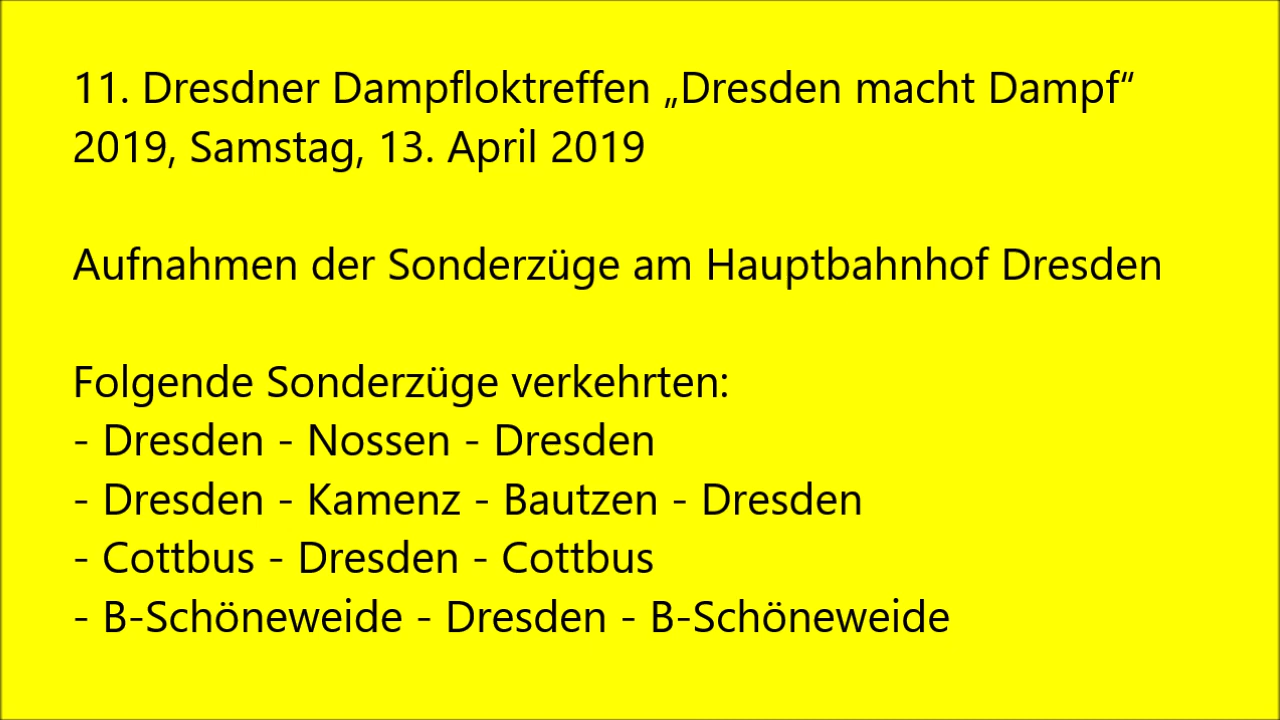 11. Dresdner Dampfloktreffen „Dresden macht Dampf“
2019, Samstag, 13. April 2019
Aufnahmen der Sonderzüge am Hauptbahnhof Dresden
Folgende Sonderzüge verkehrten:
- Dresden - Nossen - Dresden
- Dresden - Kamenz - Bautzen - Dresden
- Cottbus - Dresden - Cottbus
- B-Schöneweide - Dresden - B-Schöneweide